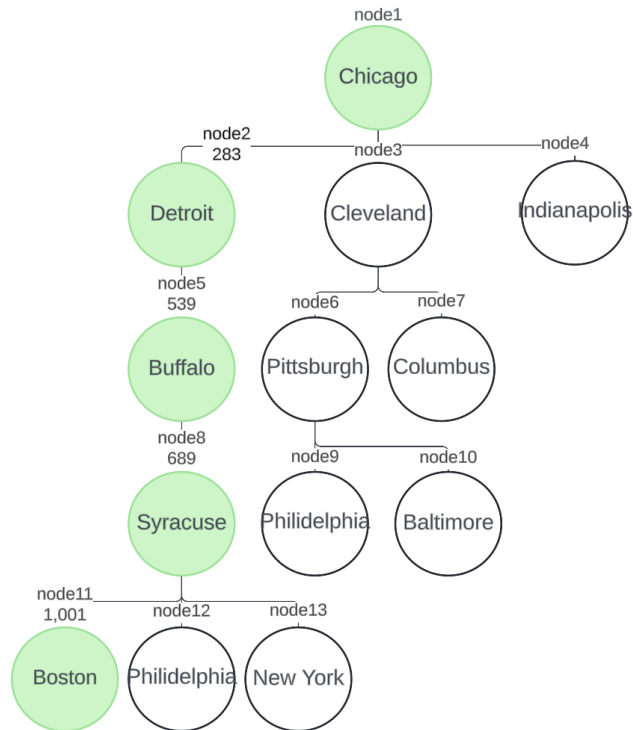 node1
Chicago
node2
283
node3
node4
Detroit
Cleveland
Indianapolis
node5
539
node6
node7
Buffalo
Pittsburgh
Columbus
node8
689
node9
node10
Syracuse
Philidelphia
Baltimore
node11
1,001
node12
node13
Boston
Philidelphia
New York